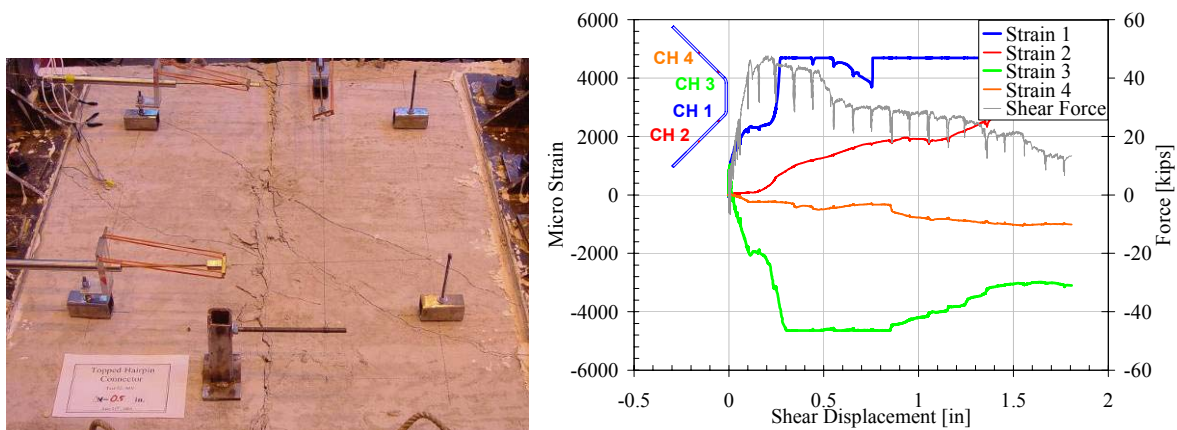 Topped Hairpin
Connector
0.5 in
6000
4000
2000
0
-2000
-4000
-6000
Micro Strain
CH 4
CH 3
CH 1
CH 2
Strain 1
Strain 2
Strain 3
Strain 4
Shear Force
60
40
20
0
-20
-40
-60
Force [kips]
-0.5
0
0.5
1
1.5
2
Shear Displacement [in]